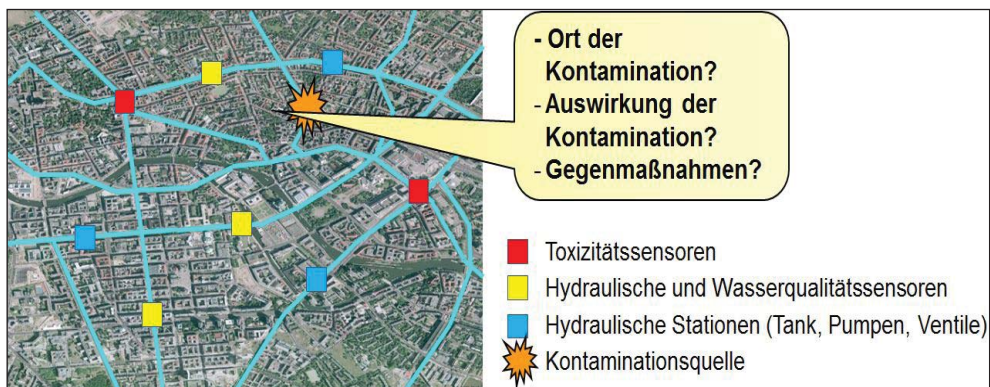 - Ort der
Kontamination?
- Auswirkung der
Kontamination?
- Gegenmaßnahmen?
Toxizitätssensoren
Hydraulische und Wasserqualitätssensoren
Hydraulische Stationen (Tank, Pumpen, Ventile)
Kontaminationsquelle